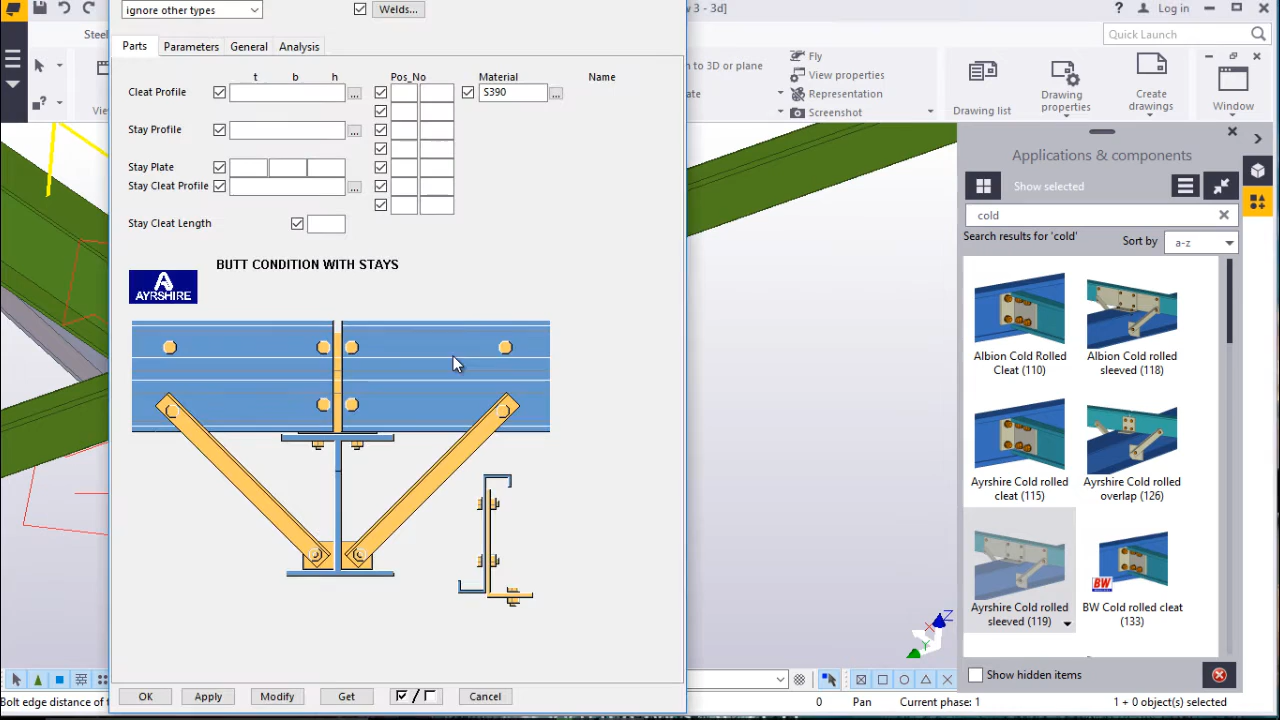 3 - 3d]
Log in
ignore other types
Welds...
Steel
Quick Launch
Parts
Parameters
General
Analysis
Fly
n to 3D or plane
View properties
Representation
Screenshot
Drawing list
Drawing
properties
Create
drawings
Window
t
b
h
Pos_No
Material
Name
Cleat Profile
...
S390
...
Stay Profile
...
Stay Plate
Stay Cleat Profile
...
Stay Cleat Length
Applications & components
Show selected
cold
Search results for 'cold'
Sort by
a-z
BUTT CONDITION WITH STAYS
A
AYRSHIRE
Albion Cold Rolled
Cleat (110)
Albion Cold rolled
sleeved (118)
Ayrshire Cold rolled
cleat (115)
Ayrshire Cold rolled
overlap (126)
Ayrshire Cold rolled
sleeved (119)
BW
BW Cold rolled cleat
(133)
Z
X
Y
Show hidden items
OK
Apply
Modify
Get
/
Cancel
Bolt edge distance of t
0
Pan
Current phase: 1
1 + 0 object(s) selected